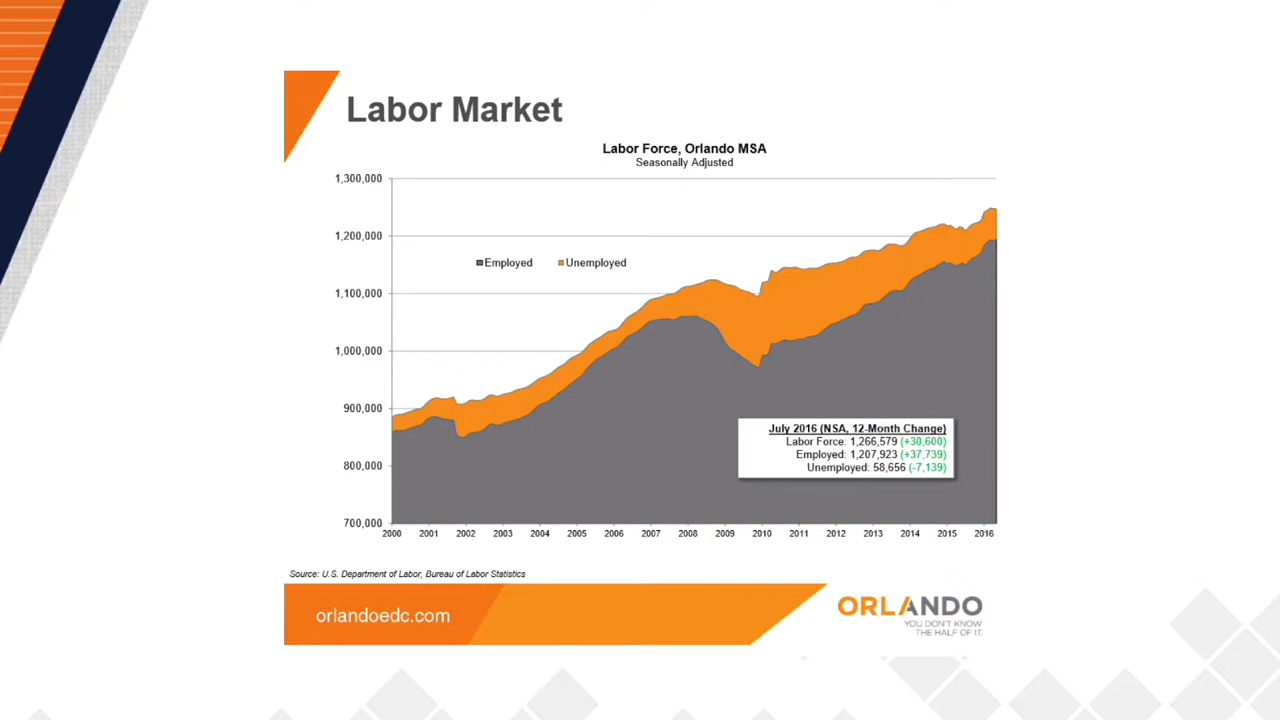 Labor Market
Labor Force, Orlando MSA
Seasonally Adjusted
1,300,000
1,200,000
1,100,000
1,000,000
900,000
800,000
700,000
Employed
Unemployed
July 2016 (NSA, 12-Month Change)
Labor Force: 1,266,579 (+30,600)
Employed: 1,207,923 (+37,739)
Unemployed: 58,656 (-7,139)
2000 2001 2002 2003 2004 2005 2006 2007 2008 2009 2010 2011 2012 2013 2014 2015 2016
Source: U.S. Department of Labor, Bureau of Labor Statistics
orlandoedc.com
ORLANDO
YOU DON'T KNOW
THE HALF OF IT.